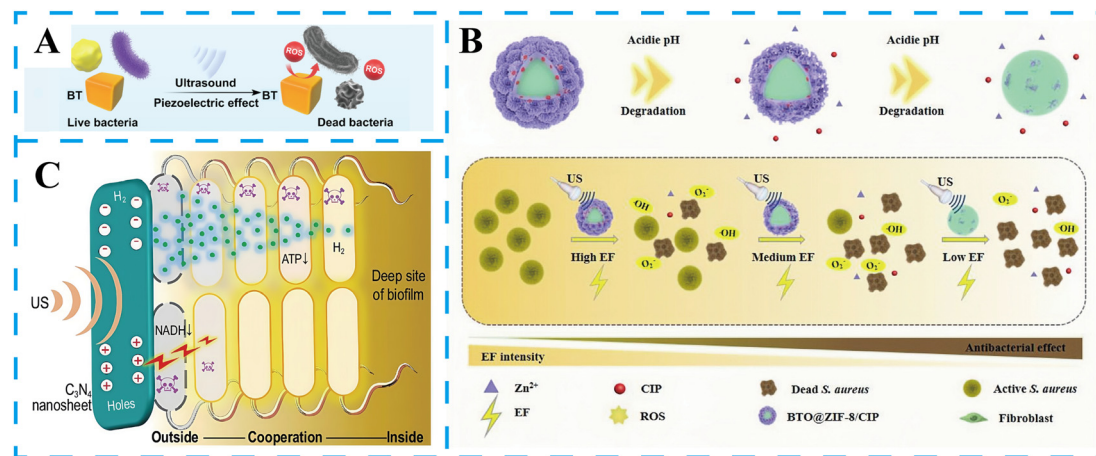 A
ROS
ROS
Ultrasound
BT
Piezoelectric effect
BT
Live bacteria
Dead bacteria
B
Acidie pH
Degradation
Acidie pH
Degradation
US
High EF
·OH
O₂·⁻
·OH
O₂·⁻
US
Medium EF
·OH
O₂·⁻
O₂·⁻
US
Low EF
O₂·⁻
·OH
EF intensity
Antibacterial effect
Zn²⁺
CIP
Dead S. aureus
Active S. aureus
EF
ROS
BTO@ZIF-8/CIP
Fibroblast
C
H₂
ATP↓
H₂
Deep site
of biofilm
US
NADH↓
C₃N₄
nanosheet
Holes
Outside
Cooperation
Inside